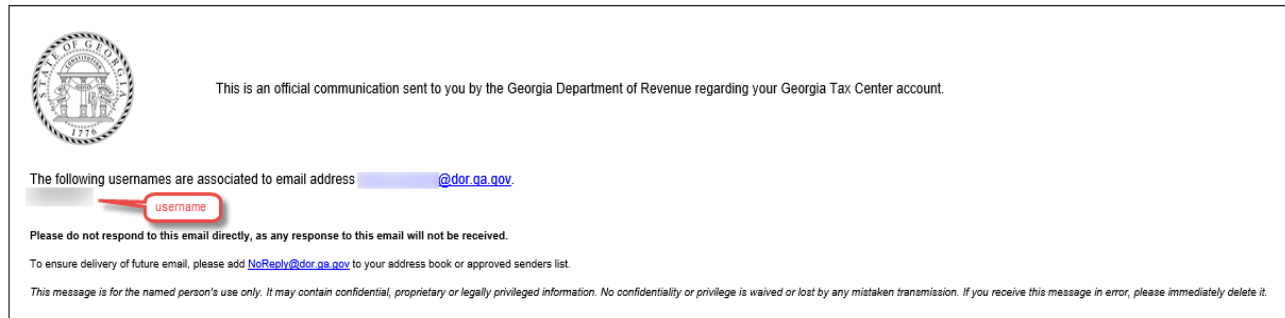 STATE OF GEORGIA
constitution
1776
This is an official communication sent to you by the Georgia Department of Revenue regarding your Georgia Tax Center account.
The following usernames are associated to email address @dor.ga.gov.
username
Please do not respond to this email directly, as any response to this email will not be received.
To ensure delivery of future email, please add NoReply@dor.ga.gov to your address book or approved senders list.
This message is for the named person's use only. It may contain confidential, proprietary or legally privileged information. No confidentiality or privilege is waived or lost by any mistaken transmission. If you receive this message in error, please immediately delete it.